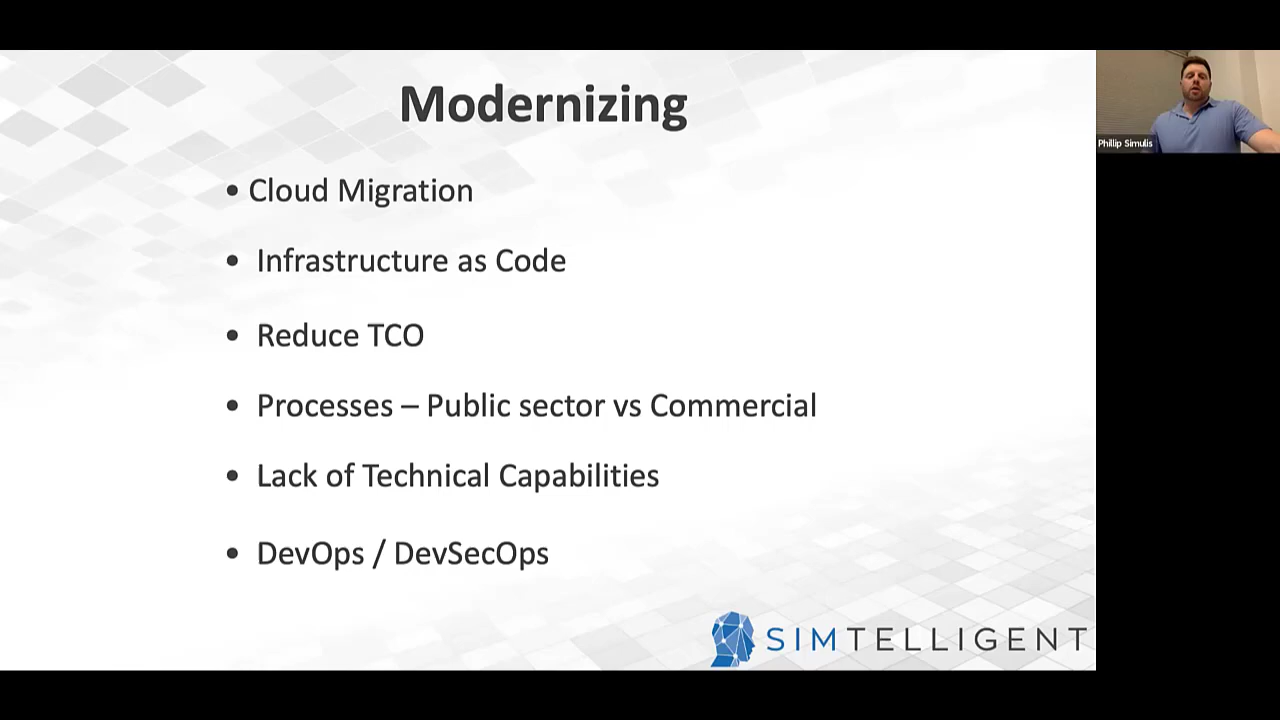 Modernizing
• Cloud Migration
• Infrastructure as Code
• Reduce TCO
• Processes – Public sector vs Commercial
• Lack of Technical Capabilities
• DevOps / DevSecOps
SIMTELLIGENT
Phillip Simulis